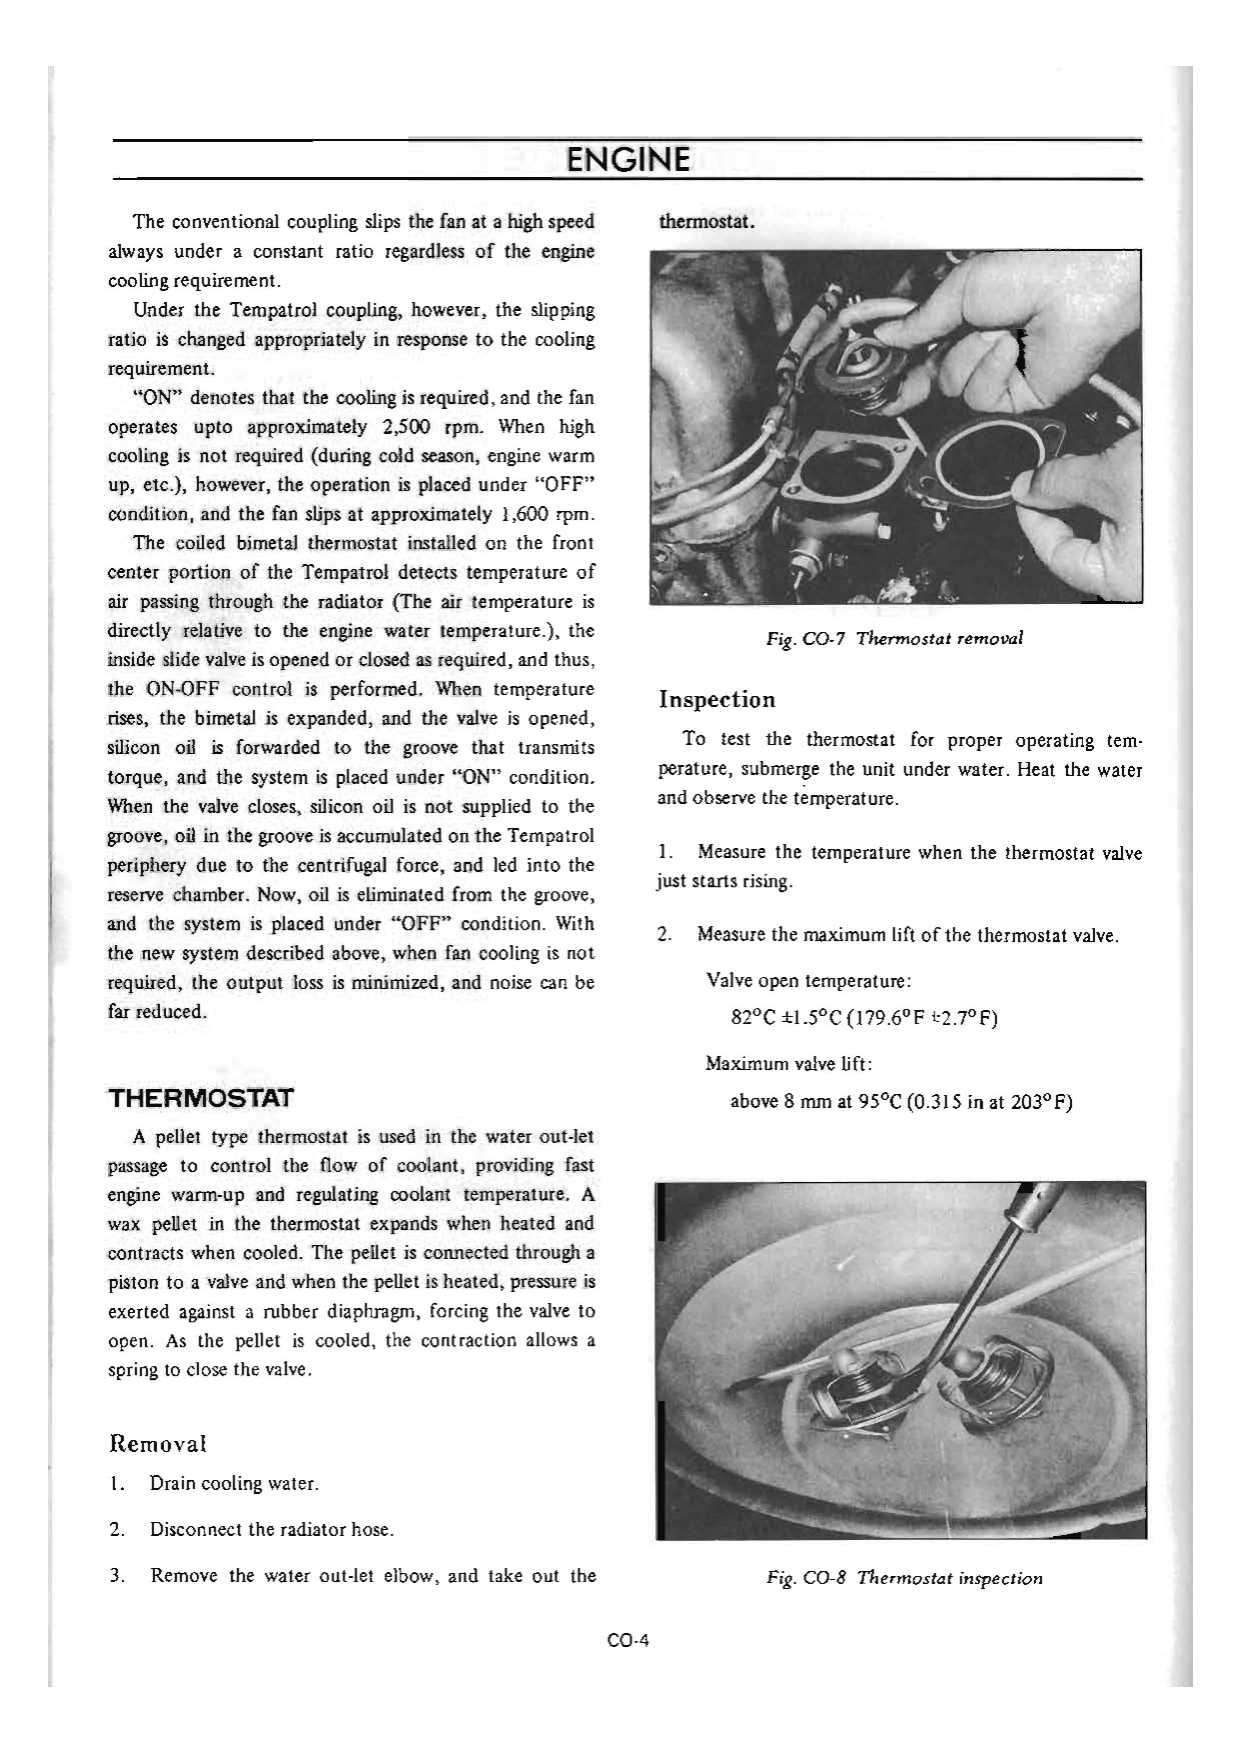 ENGINE
The conventional coupling slips the fan at a high speed
always under a constant ratio regardless of the engine
cooling requirement.
Under the Tempatrol coupling, however, the slipping
ratio is changed appropriately in response to the cooling
requirement.
“ON” denotes that the cooling is required, and the fan
operates upto approximately 2,500 rpm. When high
cooling is not required (during cold season, engine warm
up, etc.), however, the operation is placed under “OFF”
condition, and the fan slips at approximately 1,600 rpm.
The coiled bimetal thermostat installed on the front
center portion of the Tempatrol detects temperature of
air passing through the radiator (The air temperature is
directly relative to the engine water temperature.), the
inside slide valve is opened or closed as required, and thus,
the ON-OFF control is performed. When temperature
rises, the bimetal is expanded, and the valve is opened,
silicon oil is forwarded to the groove that transmits
torque, and the system is placed under “ON” condition.
When the valve closes, silicon oil is not supplied to the
groove, oil in the groove is accumulated on the Tempatrol
periphery due to the centrifugal force, and led into the
reserve chamber. Now, oil is eliminated from the groove,
and the system is placed under “OFF” condition. With
the new system described above, when fan cooling is not
required, the output loss is minimized, and noise can be
far reduced.
THERMOSTAT
A pellet type thermostat is used in the water out-let
passage to control the flow of coolant, providing fast
engine warm-up and regulating coolant temperature. A
wax pellet in the thermostat expands when heated and
contracts when cooled. The pellet is connected through a
piston to a valve and when the pellet is heated, pressure is
exerted against a rubber diaphragm, forcing the valve to
open. As the pellet is cooled, the contraction allows a
spring to close the valve.
Removal
1. Drain cooling water.
2. Disconnect the radiator hose.
3. Remove the water out-let elbow, and take out the
thermostat.
Fig. CO-7 Thermostat removal
Inspection
To test the thermostat for proper operating tem-
perature, submerge the unit under water. Heat the water
and observe the temperature.
1. Measure the temperature when the thermostat valve
just starts rising.
2. Measure the maximum lift of the thermostat valve.
Valve open temperature:
82°C ±1.5°C (179.6°F ±2.7°F)
Maximum valve lift:
above 8 mm at 95°C (0.315 in at 203°F)
Fig. CO-8 Thermostat inspection
CO-4